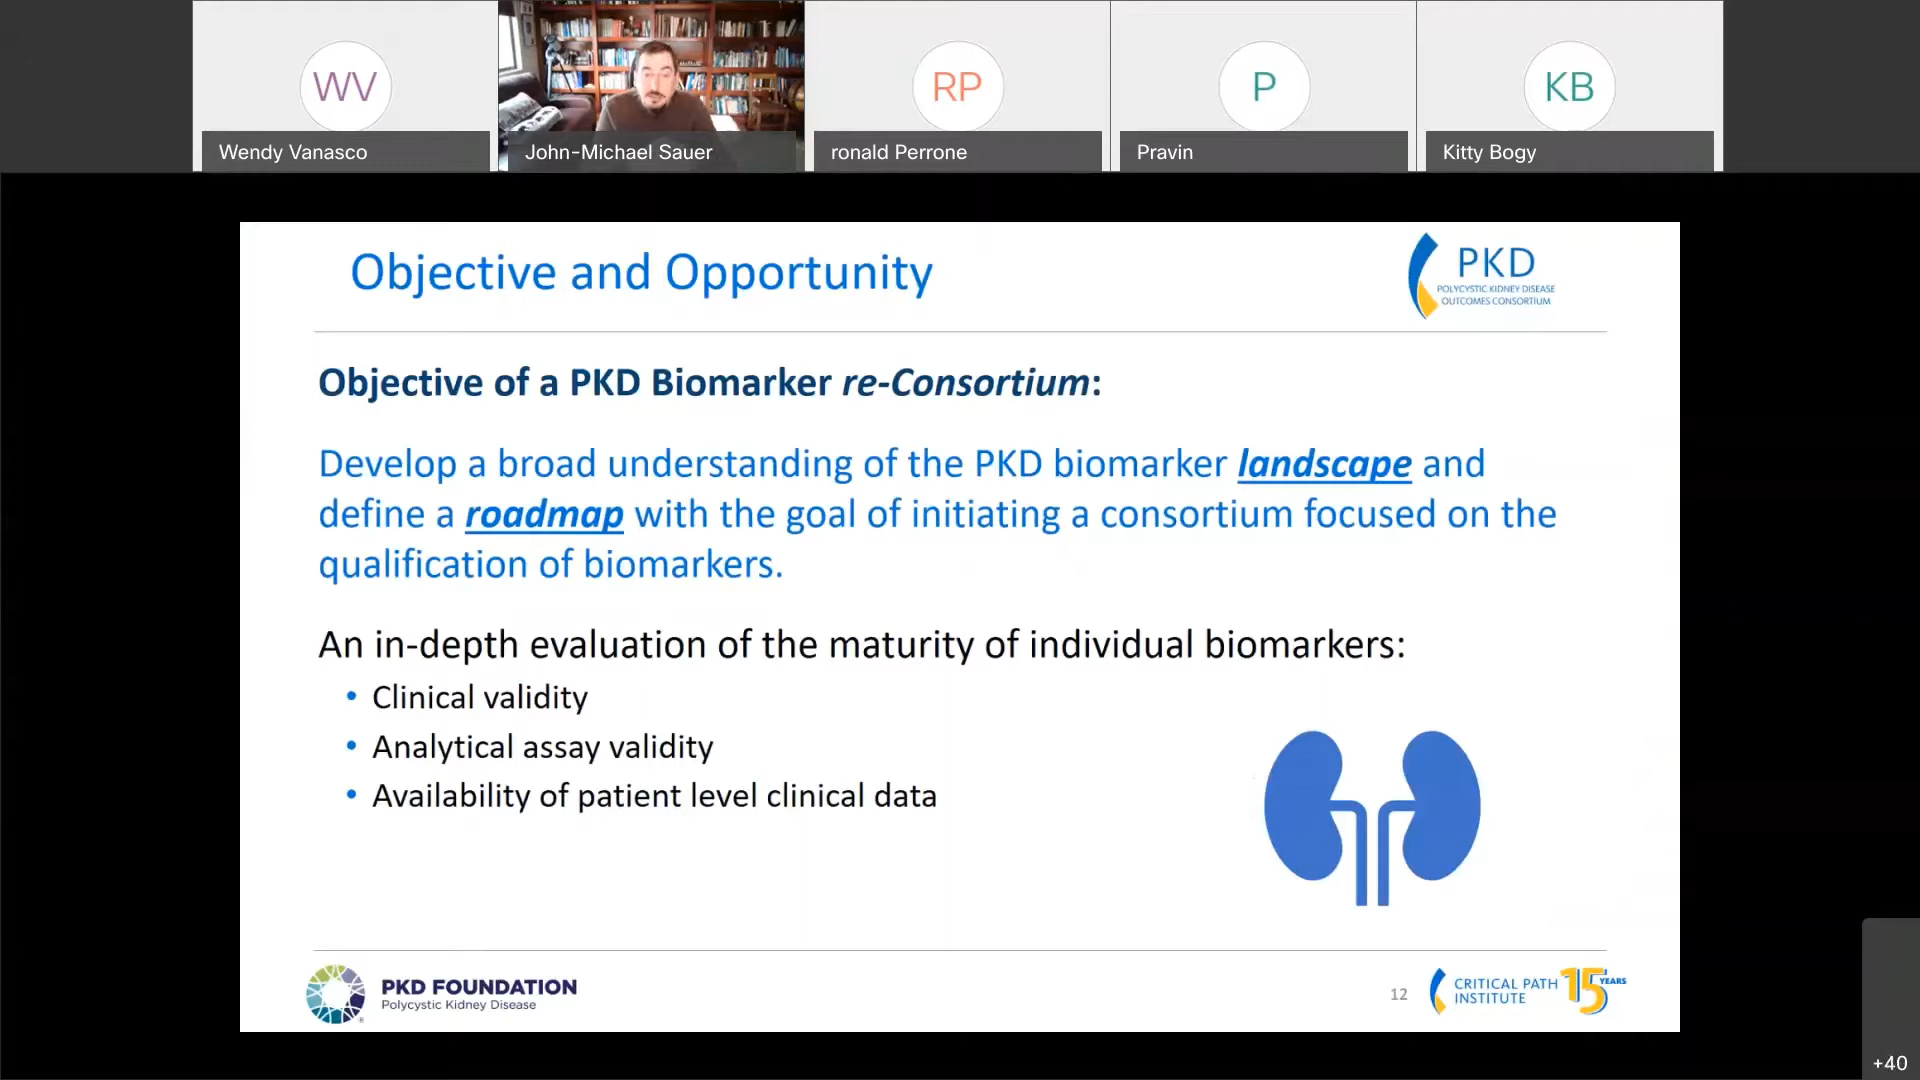 WV
RP
P
KB
Wendy Vanasco
John-Michael Sauer
ronald Perrone
Pravin
Kitty Bogy
Objective and Opportunity
PKD
POLYCYSTIC KIDNEY DISEASE
OUTCOMES CONSORTIUM
Objective of a PKD Biomarker re-Consortium:
Develop a broad understanding of the PKD biomarker landscape and
define a roadmap with the goal of initiating a consortium focused on the
qualification of biomarkers.
An in-depth evaluation of the maturity of individual biomarkers:
• Clinical validity
• Analytical assay validity
• Availability of patient level clinical data
PKD FOUNDATION
Polycystic Kidney Disease
12
CRITICAL PATH
INSTITUTE
15 YEARS
+40